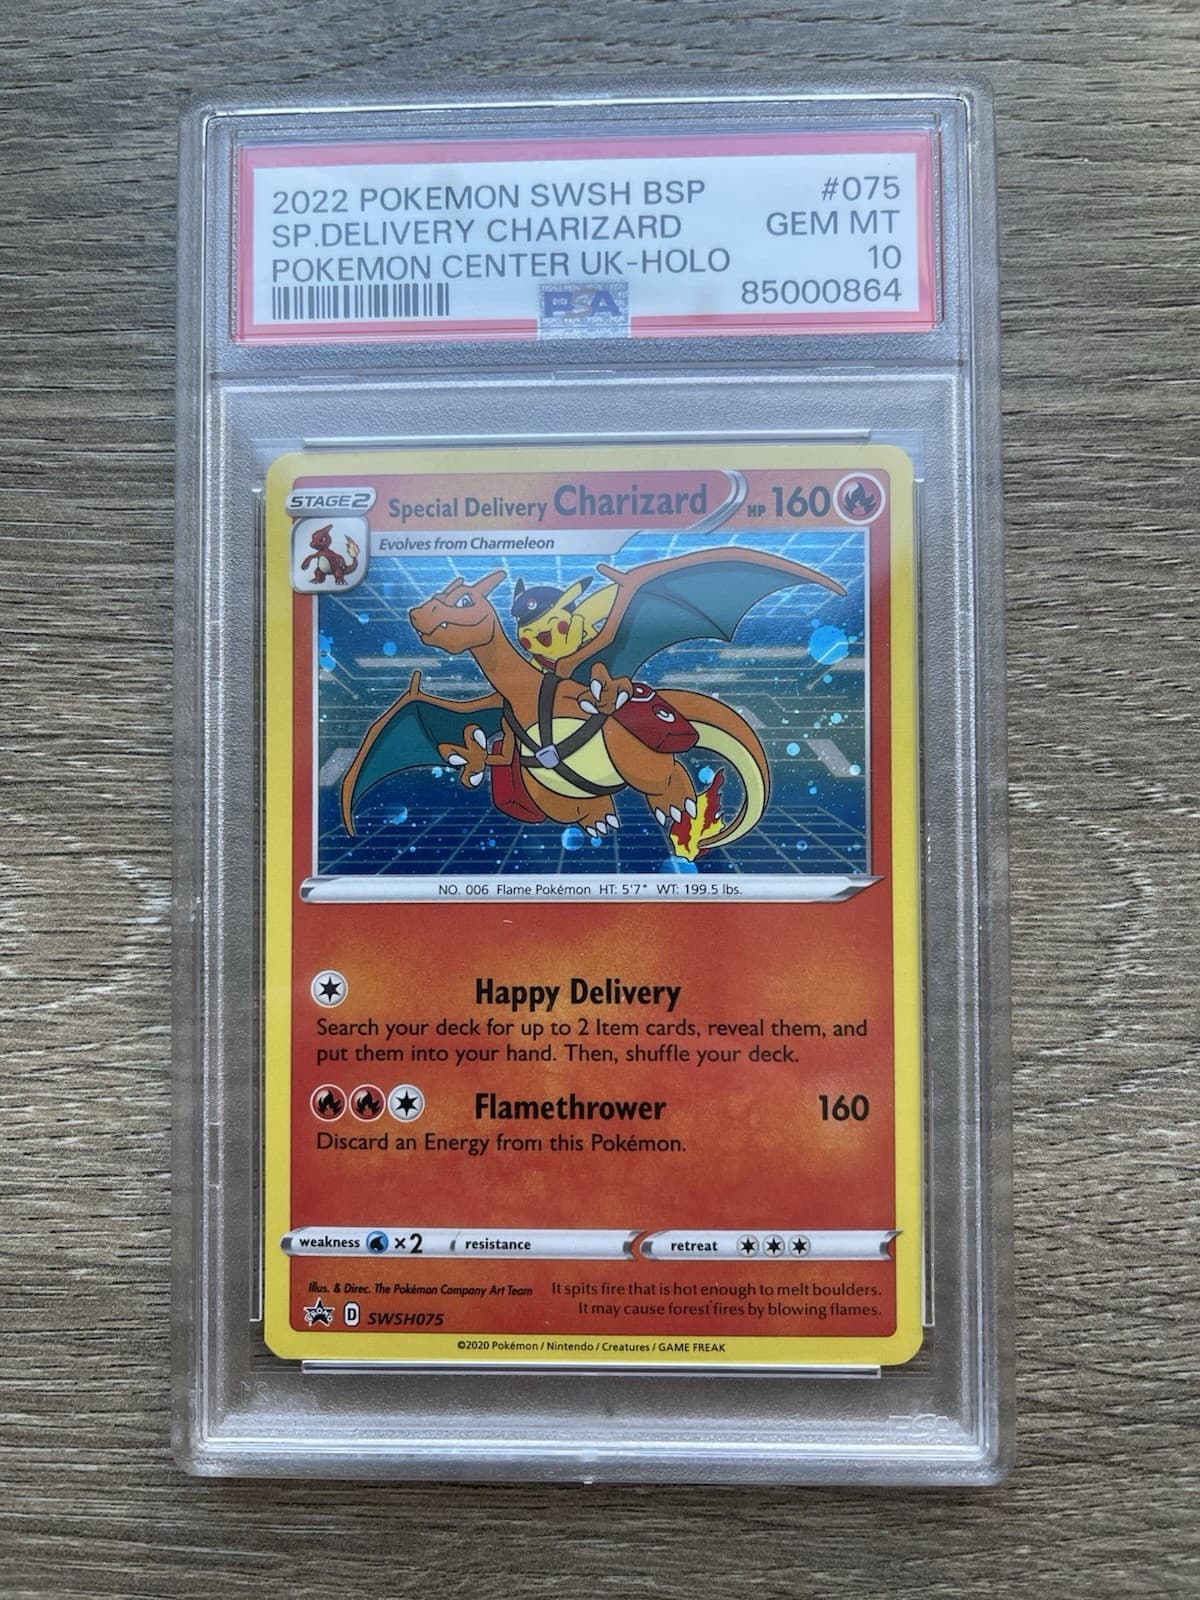 2022 POKEMON SWSH BSP #075
SP.DELIVERY CHARIZARD GEM MT
POKEMON CENTER UK-HOLO 10
PSA 85000864
STAGE2 Special Delivery Charizard HP 160
Evolves from Charmeleon
NO. 006 Flame Pokémon HT: 5'7" WT: 199.5 lbs.
Happy Delivery
Search your deck for up to 2 Item cards, reveal them, and
put them into your hand. Then, shuffle your deck.
Flamethrower 160
Discard an Energy from this Pokémon.
weakness ×2 resistance retreat
Illus. & Direc. The Pokémon Company Art Team
It spits fire that is hot enough to melt boulders.
It may cause forest fires by blowing flames.
PROMO D SWSH075
©2020 Pokémon / Nintendo / Creatures / GAME FREAK
PSA